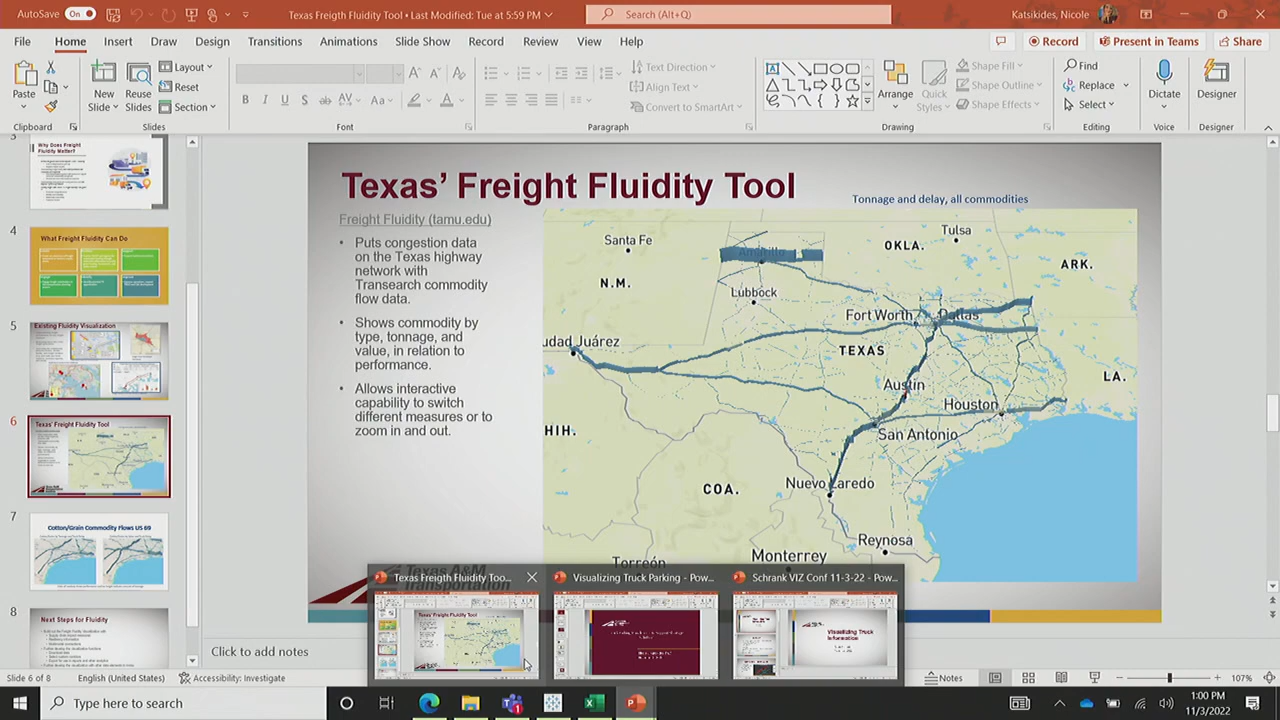 AutoSave On
Texas Freigth Fluidity Tool • Last Modified: Tue at 5:59 PM
Search (Alt+Q)
Katsikides, Nicole
File Home Insert Draw Design Transitions Animations Slide Show Record Review View Help
Record Present in Teams Share
Paste
New Slide
Reuse Slides
Layout
Reset
Section
B I U S ab AV Aa A
Text Direction
Align Text
Convert to SmartArt
Arrange
Quick Styles
Shape Fill
Shape Outline
Shape Effects
Find
Replace
Select
Dictate
Designer
Clipboard Slides Font Paragraph Drawing Editing Voice Designer
Why Does Freight
Fluidity Matter?
4
What Freight Fluidity Can Do
5
Existing Fluidity Visualization
6
Texas' Freight Fluidity Tool
7
Cotton/Grain Commodity Flows US 69
8
Next Steps for Fluidity
Texas' Freight Fluidity Tool
Freight Fluidity (tamu.edu)
• Puts congestion data
on the Texas highway
network with
Transearch commodity
flow data.
• Shows commodity by
type, tonnage, and
value, in relation to
performance.
• Allows interactive
capability to switch
different measures or to
zoom in and out.
Tonnage and delay, all commodities
Santa Fe
Tulsa
Amarillo
OKLA.
ARK.
N.M.
Lubbock
Fort Worth
Dallas
udad Juárez
TEXAS
LA.
Austin
Houston
HIH.
San Antonio
COA.
Nuevo Laredo
Reynosa
Monterrey
Torreón
Texas A&M
Transportation
Texas Freigth Fluidity Too...
Visualizing Truck Parking - Pow...
Schrank VIZ Conf 11-3-22 - Pow...
Texas' Freight Fluidity Tool
Visualizing Truck
Information
Click to add notes
Slide 6 of 8 English (United States) Accessibility: Investigate
Notes
107%
Type here to search
1:00 PM
11/3/2022